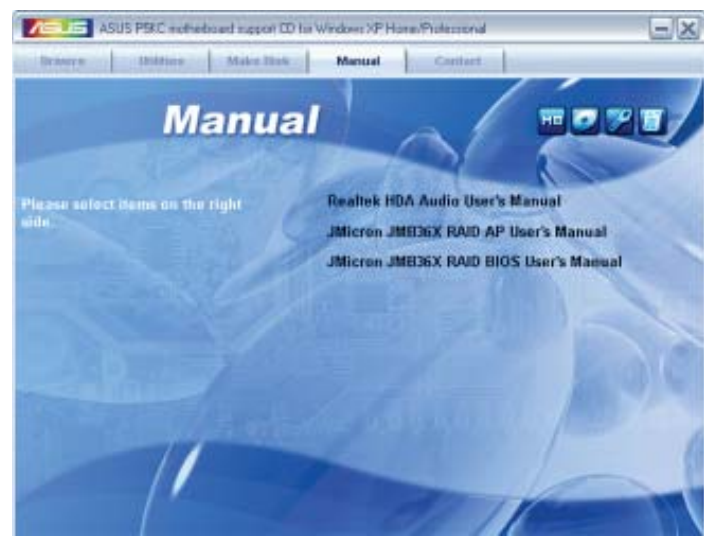 ASUS ASUS P5KC motherboard support CD for Windows XP Home/Professional
Drivers Utilities Make Disk Manual Contact
Manual
Please select items on the right
side.
Realtek HDA Audio User's Manual
JMicron JMB36X RAID AP User's Manual
JMicron JMB36X RAID BIOS User's Manual